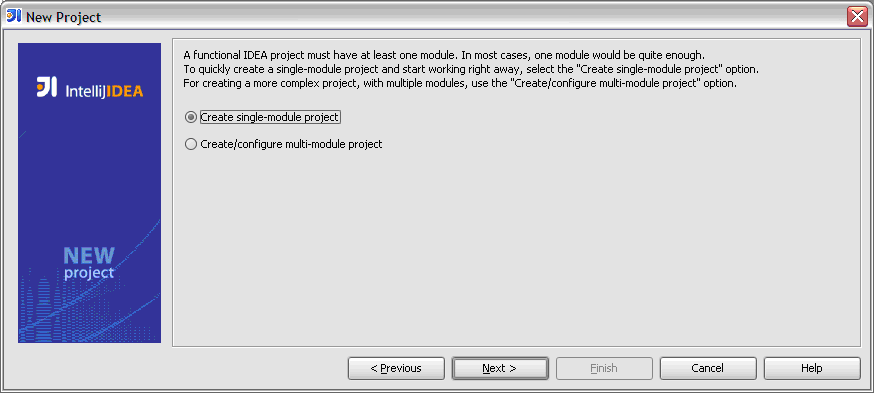 New Project
IntelliJIDEA
NEW
project
A functional IDEA project must have at least one module. In most cases, one module would be quite enough.
To quickly create a single-module project and start working right away, select the "Create single-module project" option.
For creating a more complex project, with multiple modules, use the "Create/configure multi-module project" option.
Create single-module project
Create/configure multi-module project
< Previous
Next >
Finish
Cancel
Help